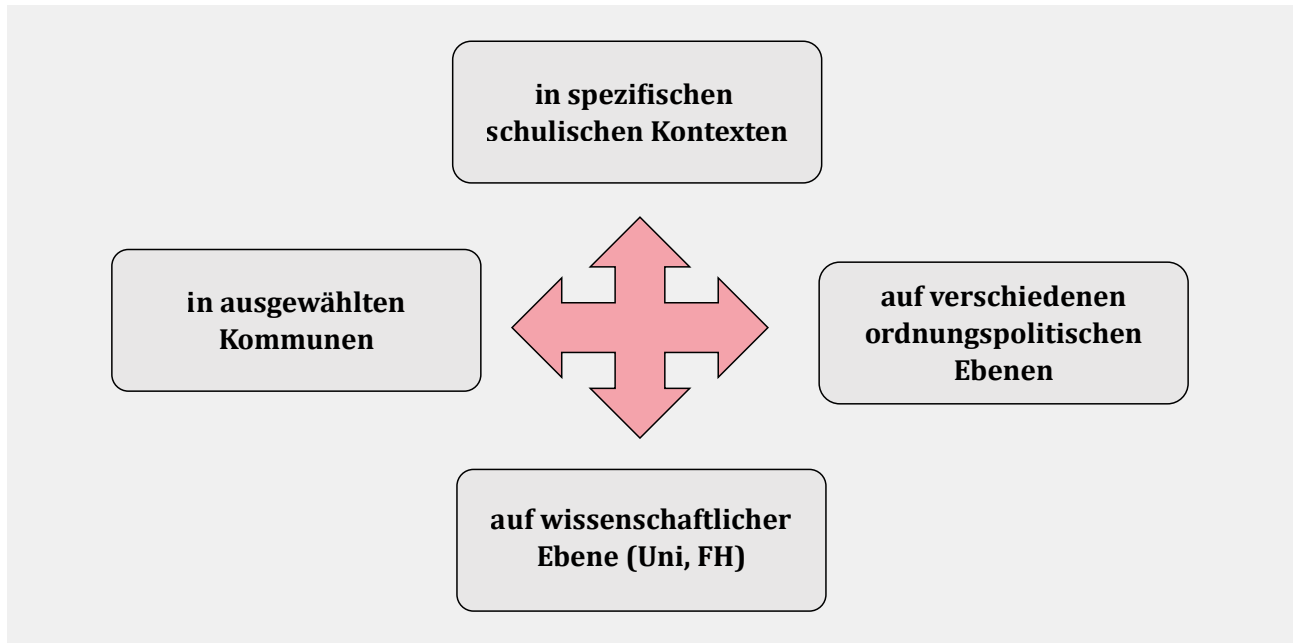 in spezifischen
schulischen Kontexten
in ausgewählten
Kommunen
auf verschiedenen
ordnungspolitischen
Ebenen
auf wissenschaftlicher
Ebene (Uni, FH)